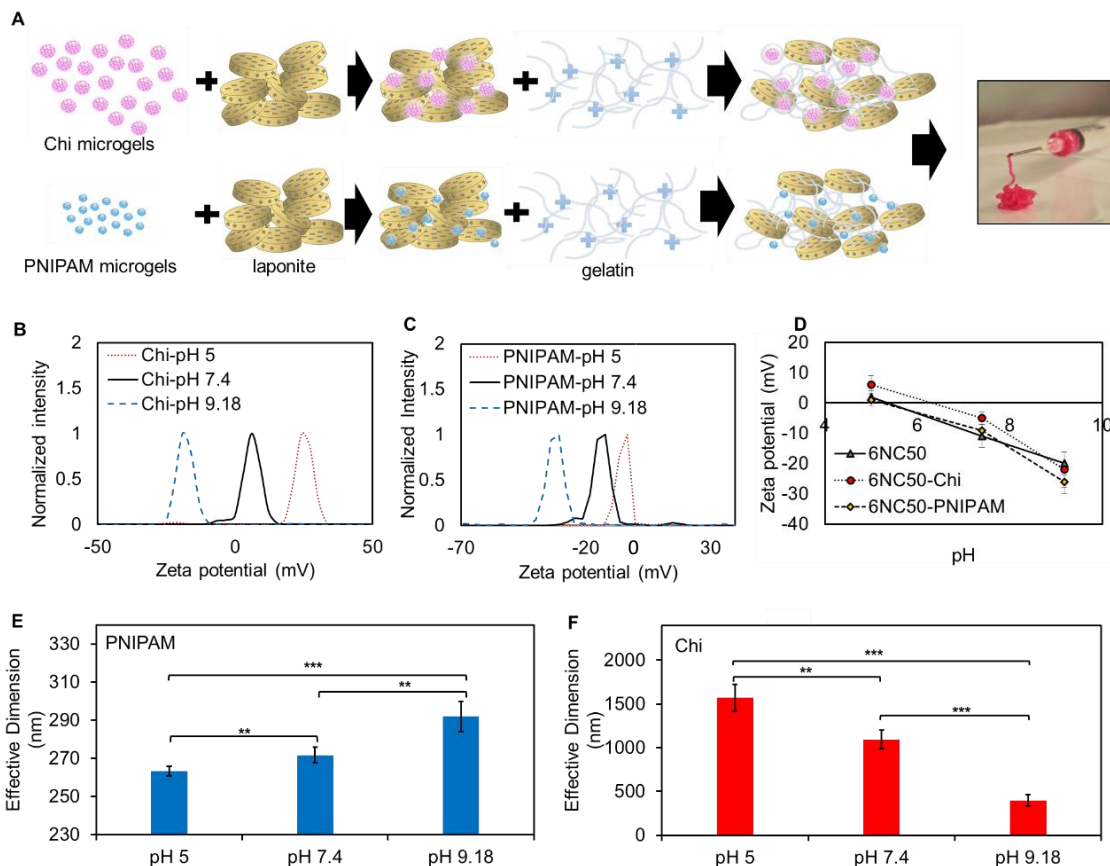 A
Chi microgels
PNIPAM microgels
laponite
gelatin
B
2
1.5
1
0.5
0
Normalized intensity
Chi-pH 5
Chi-pH 7.4
Chi-pH 9.18
-50
0
50
Zeta potential (mV)
C
2
1.5
1
0.5
0
Normalized Intensity
PNIPAM-pH 5
PNIPAM-pH 7.4
PNIPAM-pH 9.18
-70
-20
0
30
Zeta potential (mV)
D
20
10
0
-10
-20
-30
-40
Zeta potential (mV)
4
6
8
10
6NC50
6NC50-Chi
6NC50-PNIPAM
pH
E
330
310
290
270
250
230
Effective Dimension
(nm)
PNIPAM
***
**
**
pH 5
pH 7.4
pH 9.18
F
2000
1500
1000
500
0
Effective Dimension
(nm)
Chi
***
**
***
pH 5
pH 7.4
pH 9.18